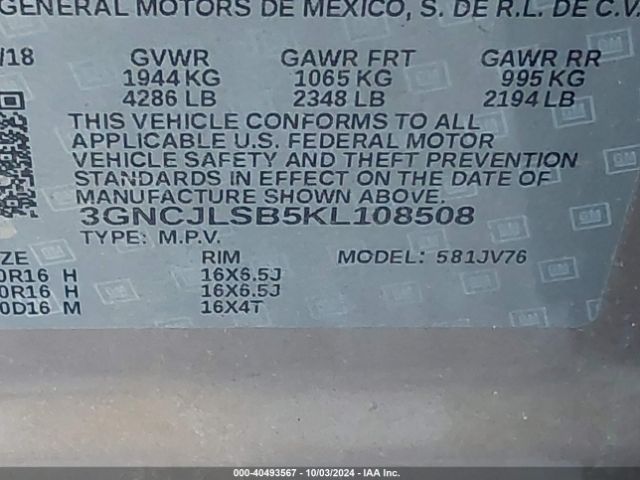 GENERAL MOTORS DE MEXICO, S. DE R.L. DE C.V.
/18 GVWR GAWR FRT GAWR RR
1944 KG 1065 KG 995 KG
4286 LB 2348 LB 2194 LB
THIS VEHICLE CONFORMS TO ALL
APPLICABLE U.S. FEDERAL MOTOR
VEHICLE SAFETY AND THEFT PREVENTION
STANDARDS IN EFFECT ON THE DATE OF
MANUFACTURE SHOWN ABOVE.
3GNCJLSB5KL108508
TYPE: M.P.V.
ZE RIM MODEL: 581JV76
0R16 H 16X6.5J
0R16 H 16X6.5J
0D16 M 16X4T
000-40493567 - 10/03/2024 - IAA Inc.